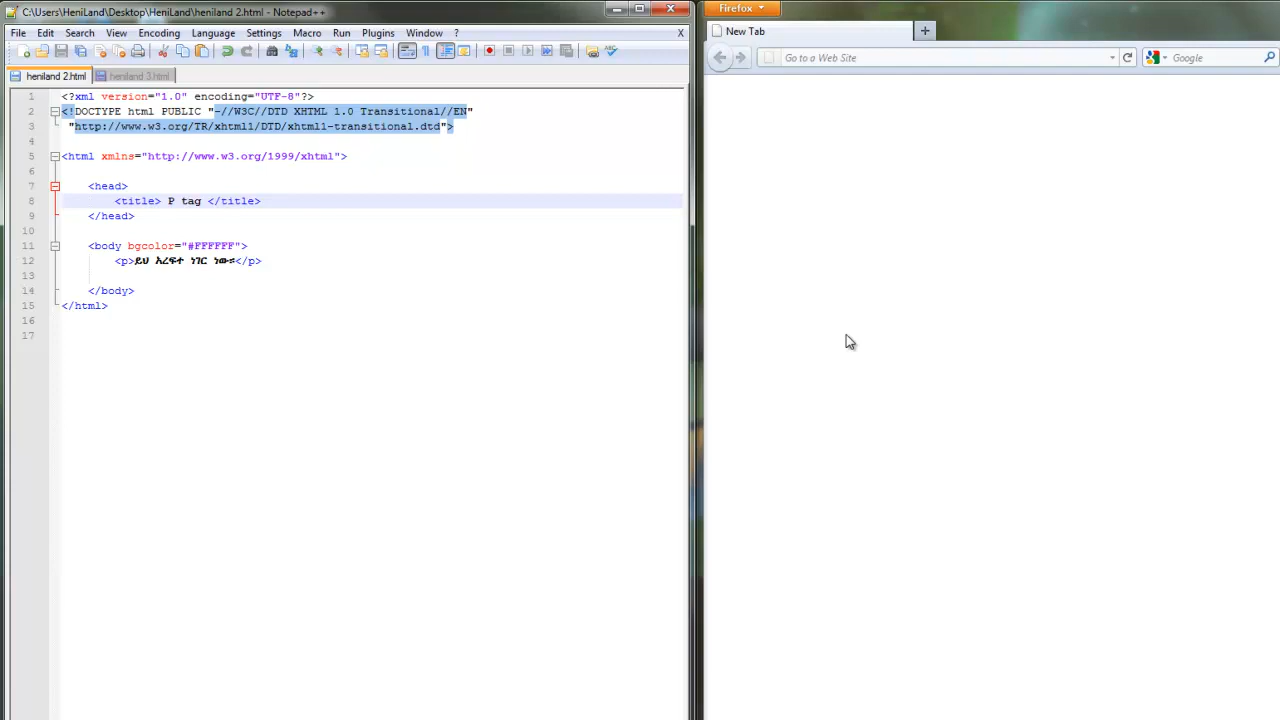 C:\Users\HeniLand\Desktop\HeniLand\heniland 2.html - Notepad++
File Edit Search View Encoding Language Settings Macro Run Plugins Window ? X
heniland 2.html heniland 3.html
1 <?xml version="1.0" encoding="UTF-8"?>
2 <!DOCTYPE html PUBLIC "-//W3C//DTD XHTML 1.0 Transitional//EN"
3 "http://www.w3.org/TR/xhtml1/DTD/xhtml1-transitional.dtd">
4
5 <html xmlns="http://www.w3.org/1999/xhtml">
6
7 <head>
8 <title> P tag </title>
9 </head>
10
11 <body bgcolor="#FFFFFF">
12 <p>ይህ አረፍተ ነገር ነው።</p>
13
14 </body>
15 </html>
16
17
Firefox
New Tab
Go to a Web Site
Google